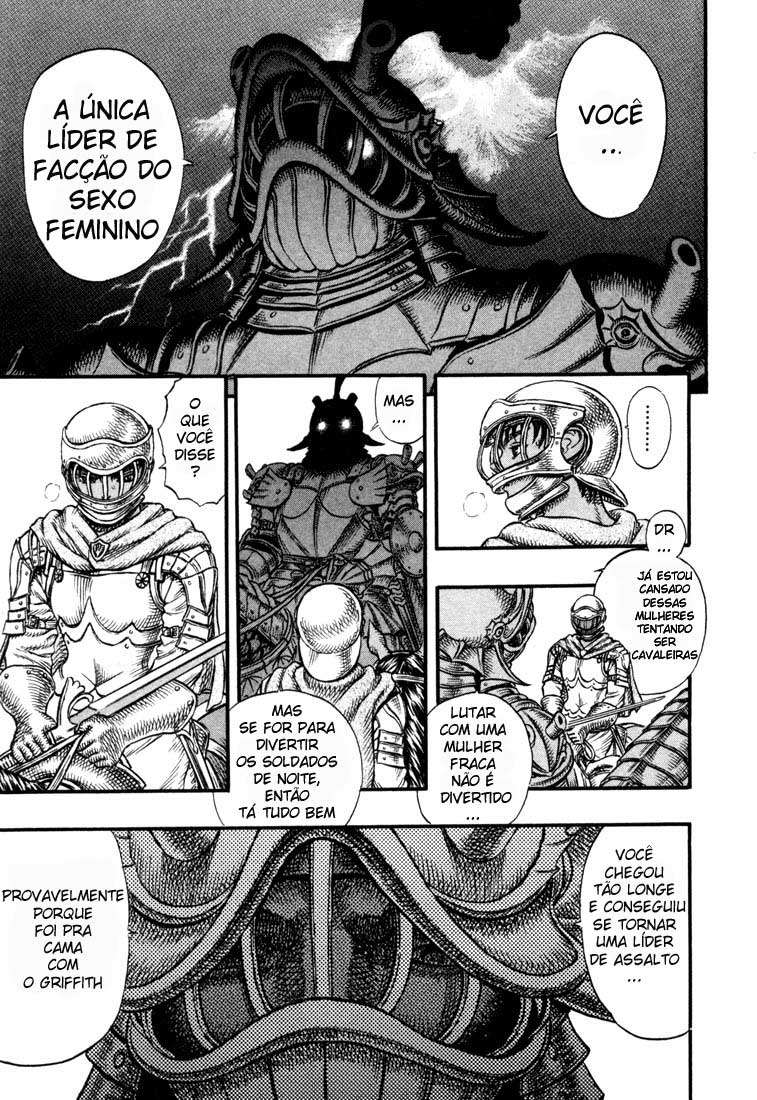 VOCÊ
...
A ÚNICA
LÍDER DE
FACÇÃO DO
SEXO
FEMININO
........
DR
...
MAS
...
O
QUE
VOCÊ
DISSE
?
JÁ ESTOU
CANSADO
DESSAS
MULHERES
TENTANDO
SER
CAVALEIRAS
LUTAR
COM UMA
MULHER
FRACA
NÃO É
DIVERTIDO
...
MAS
SE FOR PARA
DIVERTIR
OS SOLDADOS
DE NOITE,
ENTÃO
TÁ TUDO BEM
VOCÊ
CHEGOU
TÃO LONGE
E CONSEGUIU
SE TORNAR
UMA LÍDER
DE ASSALTO
...
PROVAVELMENTE
PORQUE
FOI PRA
CAMA
COM
O GRIFFITH